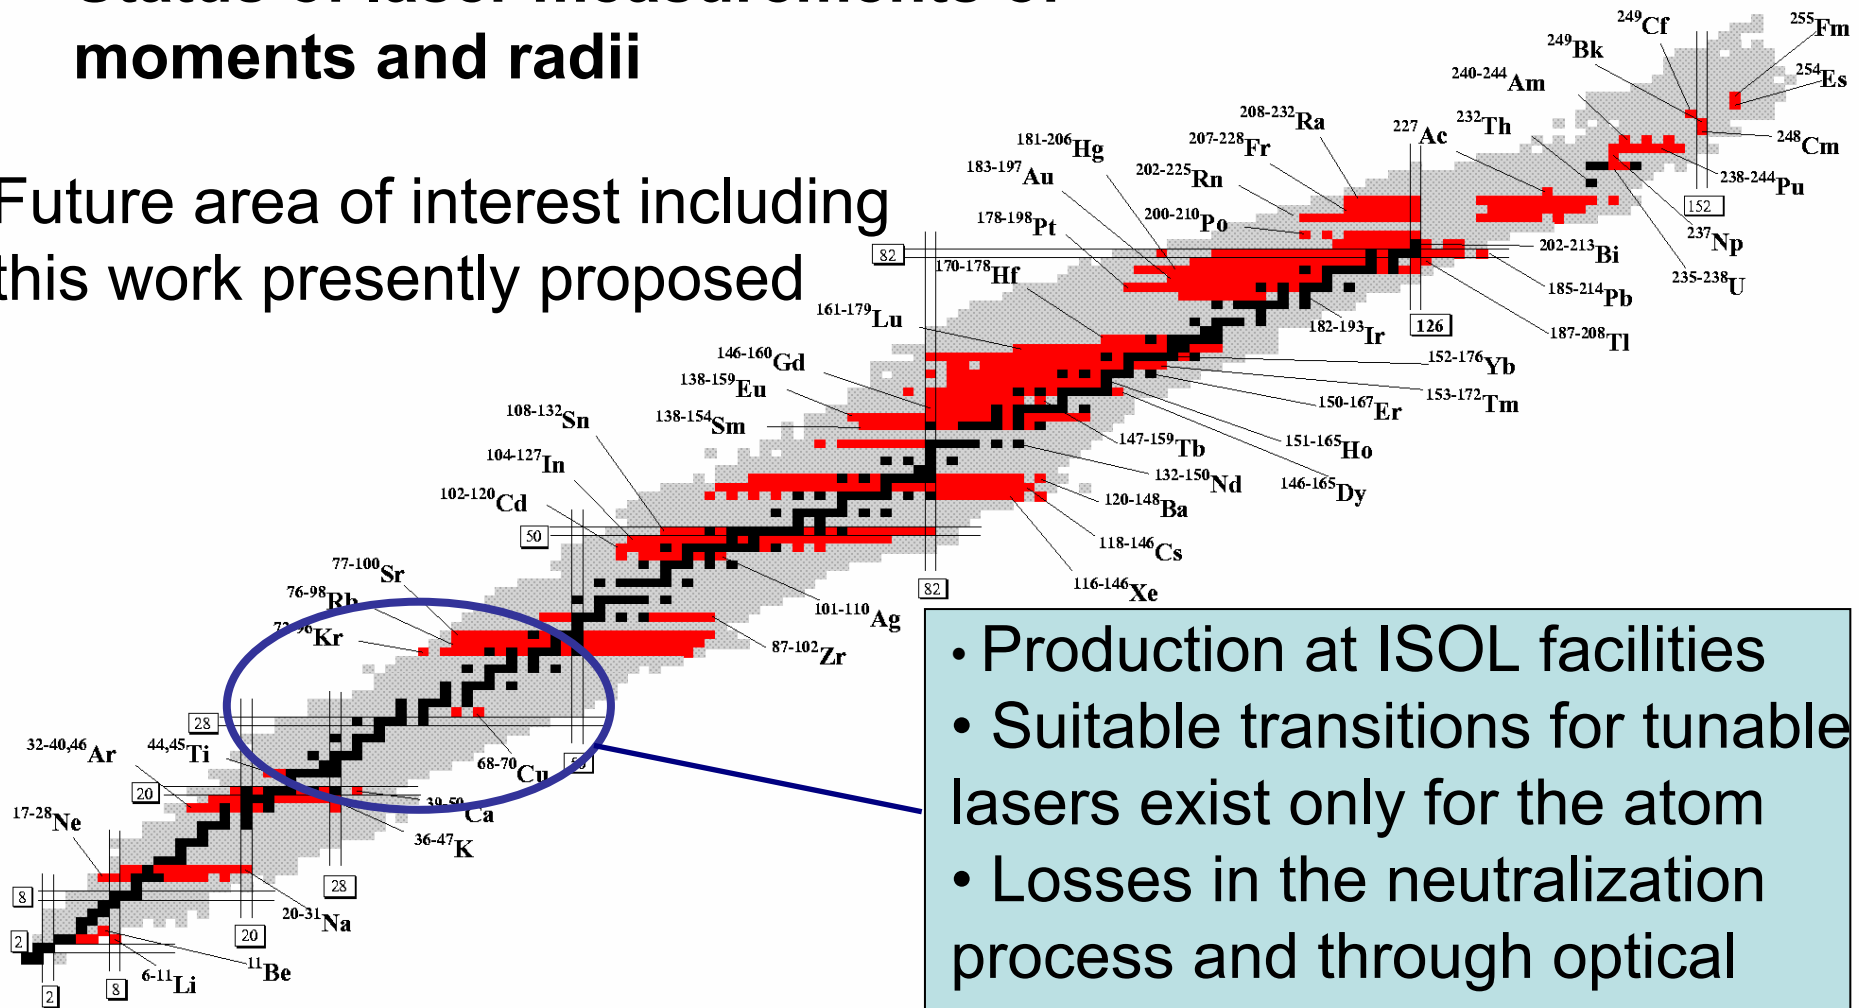 Status of laser measurements of
moments and radii
Future area of interest including
this work presently proposed
249Cf
255Fm
249Bk
254Es
240-244Am
232Th
227Ac
248Cm
208-232Ra
207-228Fr
238-244Pu
181-206Hg
202-225Rn
183-197Au
152
237Np
200-210Po
178-198Pt
202-213Bi
235-238U
82
170-178Hf
185-214Pb
161-179Lu
126
182-193Ir
187-208Tl
146-160Gd
152-176Yb
138-159Eu
153-172Tm
150-167Er
108-132Sn
138-154Sm
147-159Tb
151-165Ho
104-127In
132-150Nd
146-165Dy
102-120Cd
120-148Ba
50
118-146Cs
77-100Sr
82
116-146Xe
76-98Rb
101-110Ag
Kr
87-102Zr
28
32-40,46Ar
44,45Ti
68-70Cu
20
Ca
17-28Ne
36-47K
28
8
20-31Na
20
2
11Be
6-11Li
8
2
• Production at ISOL facilities
• Suitable transitions for tunable
lasers exist only for the atom
• Losses in the neutralization
process and through optical